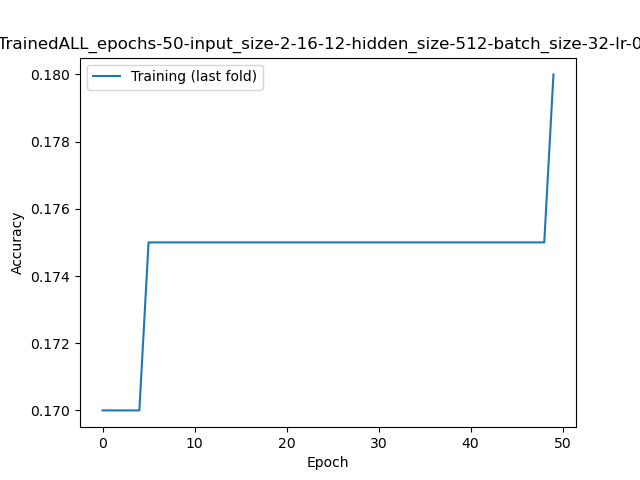 TrainedALL_epochs-50-input_size-2-16-12-hidden_size-512-batch_size-32-lr-0
Training (last fold)
0.180
0.178
0.176
0.174
0.172
0.170
Accuracy
0 10 20 30 40 50
Epoch